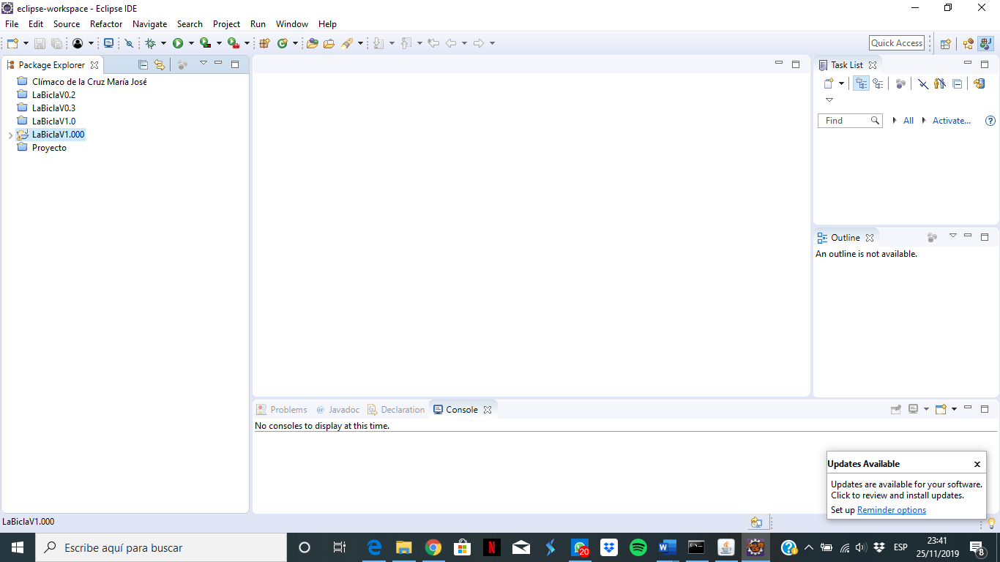 eclipse-workspace - Eclipse IDE
File Edit Source Refactor Navigate Search Project Run Window Help
Quick Access
Package Explorer
Clímaco de la Cruz María José
LaBiclaV0.2
LaBiclaV0.3
LaBiclaV1.0
LaBiclaV1.000
Proyecto
Task List
Find All Activate...
Outline
An outline is not available.
Problems @ Javadoc Declaration Console
No consoles to display at this time.
Updates Available
Updates are available for your software.
Click to review and install updates.
Set up Reminder options
LaBiclaV1.000
Escribe aquí para buscar
20
ESP
23:41
25/11/2019
8